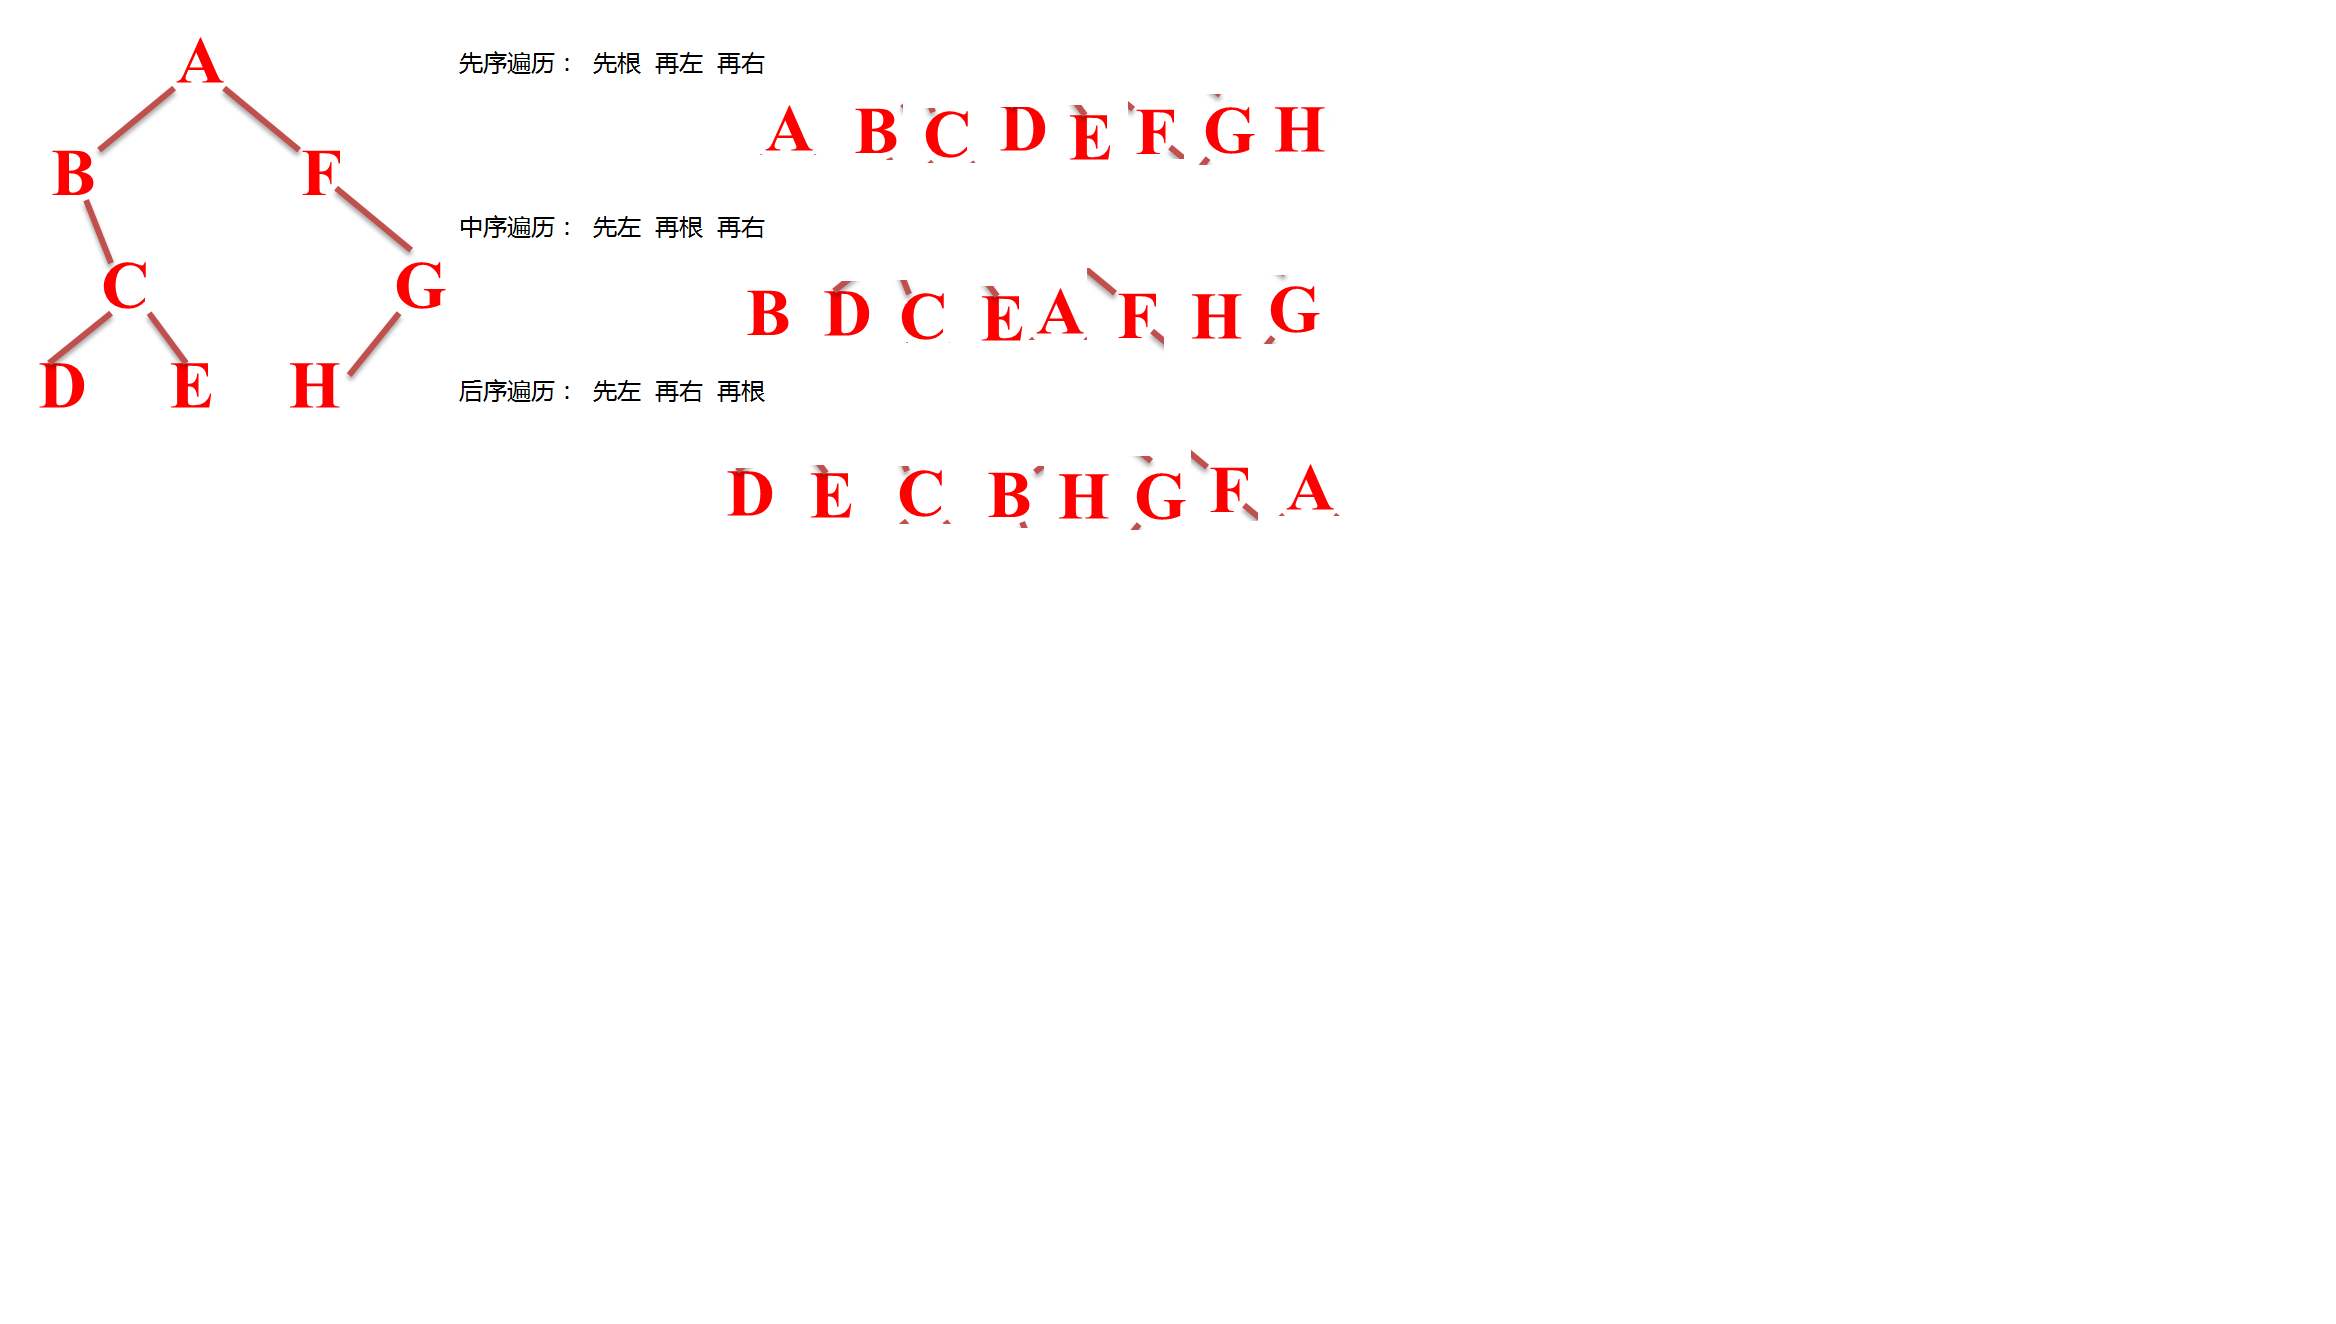 A
B F
C G
D E H
先序遍历： 先根 再左 再右
A B C D E F G H
中序遍历： 先左 再根 再右
B D C E A F H G
后序遍历： 先左 再右 再根
D E C B H G F A